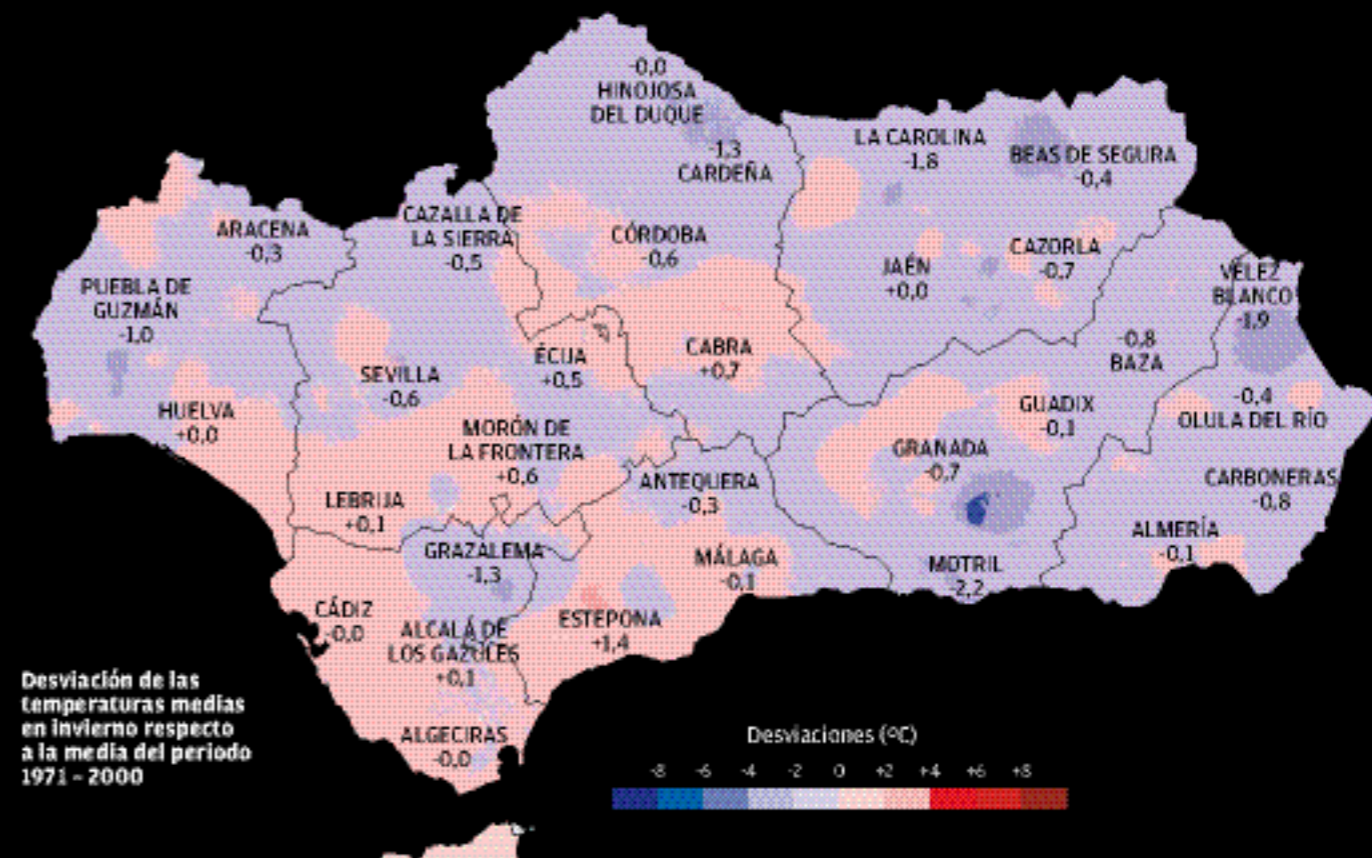 -0,0
HINOJOSA
DEL DUQUE
-1,3
CARDEÑA
LA CAROLINA
-1,8
BEAS DE SEGURA
-0,4
ARACENA
-0,3
CAZALLA DE
LA SIERRA
-0,5
CÓRDOBA
-0,6
JAÉN
+0,0
CAZORLA
-0,7
PUEBLA DE
GUZMÁN
-1,0
VÉLEZ
BLANCO
-1,9
SEVILLA
-0,6
ÉCIJA
+0,5
CABRA
+0,7
-0,8
BAZA
HUELVA
+0,0
MORÓN DE
LA FRONTERA
+0,6
GUADIX
-0,1
-0,4
OLULA DEL RÍO
GRANADA
-0,7
LEBRIJA
+0,1
ANTEQUERA
-0,3
CARBONERAS
-0,8
GRAZALEMA
-1,3
MÁLAGA
-0,1
MOTRIL
-2,2
ALMERÍA
-0,1
CÁDIZ
-0,0
ALCALÁ DE
LOS GAZULES
+0,1
ESTEPONA
+1,4
ALGECIRAS
-0,0
Desviación de las
temperaturas medias
en invierno respecto
a la media del periodo
1971 - 2000
Desviaciones (ºC)
-8 -6 -4 -2 0 +2 +4 +6 +8